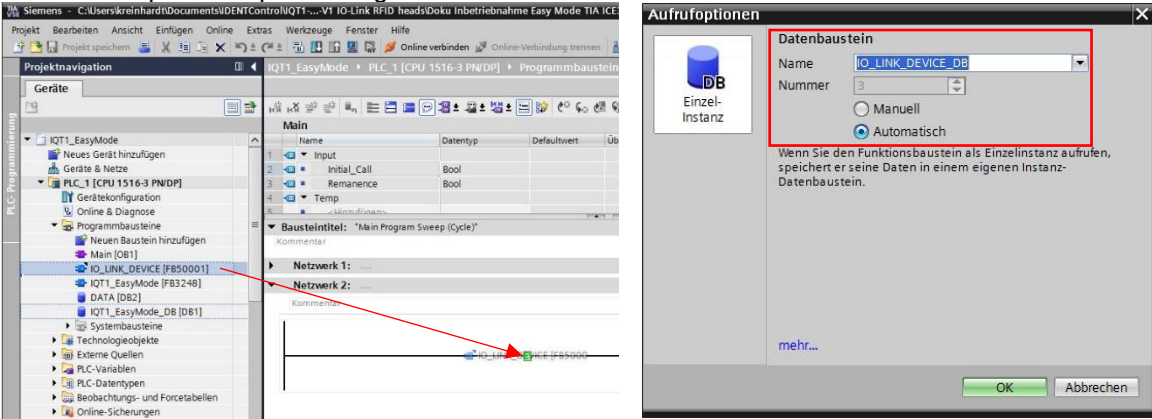 Siemens - C:\Users\kreinhardt\Documents\IDENTControl\IQT1-...-V1 IO-Link RFID heads\Doku Inbetriebnahme Easy Mode TIA ICE
Projekt Bearbeiten Ansicht Einfügen Online Extras Werkzeuge Fenster Hilfe
Projekt speichern Online verbinden Online-Verbindung trennen
Projektnavigation
IQT1_EasyMode PLC_1 [CPU 1516-3 PN/DP] Programmbaustein
Geräte
PLC-Programmierung
IQT1_EasyMode
Neues Gerät hinzufügen
Geräte & Netze
PLC_1 [CPU 1516-3 PN/DP]
Gerätekonfiguration
Online & Diagnose
Programmbausteine
Neuen Baustein hinzufügen
Main [OB1]
IO_LINK_DEVICE [FB50001]
IQT1_EasyMode [FB3248]
DATA [DB2]
IQT1_EasyMode_DB [DB1]
Systembausteine
Technologieobjekte
Externe Quellen
PLC-Variablen
PLC-Datentypen
Beobachtungs- und Forcetabellen
Online-Sicherungen
Main
Name Datentyp Defaultwert Üb
1 Input
2 Initial_Call Bool
3 Remanence Bool
4 Temp
5 <Hinzufügen>
Bausteintitel: "Main Program Sweep (Cycle)"
Kommentar
Netzwerk 1: .....
Netzwerk 2: .....
Kommentar
IO_LINK_DEVICE [FB5000
Aufrufoptionen
DB
Einzel-
Instanz
Datenbaustein
Name IO_LINK_DEVICE_DB
Nummer 3
Manuell
Automatisch
Wenn Sie den Funktionsbaustein als Einzelinstanz aufrufen,
speichert er seine Daten in einem eigenen Instanz-
Datenbaustein.
mehr...
OK Abbrechen